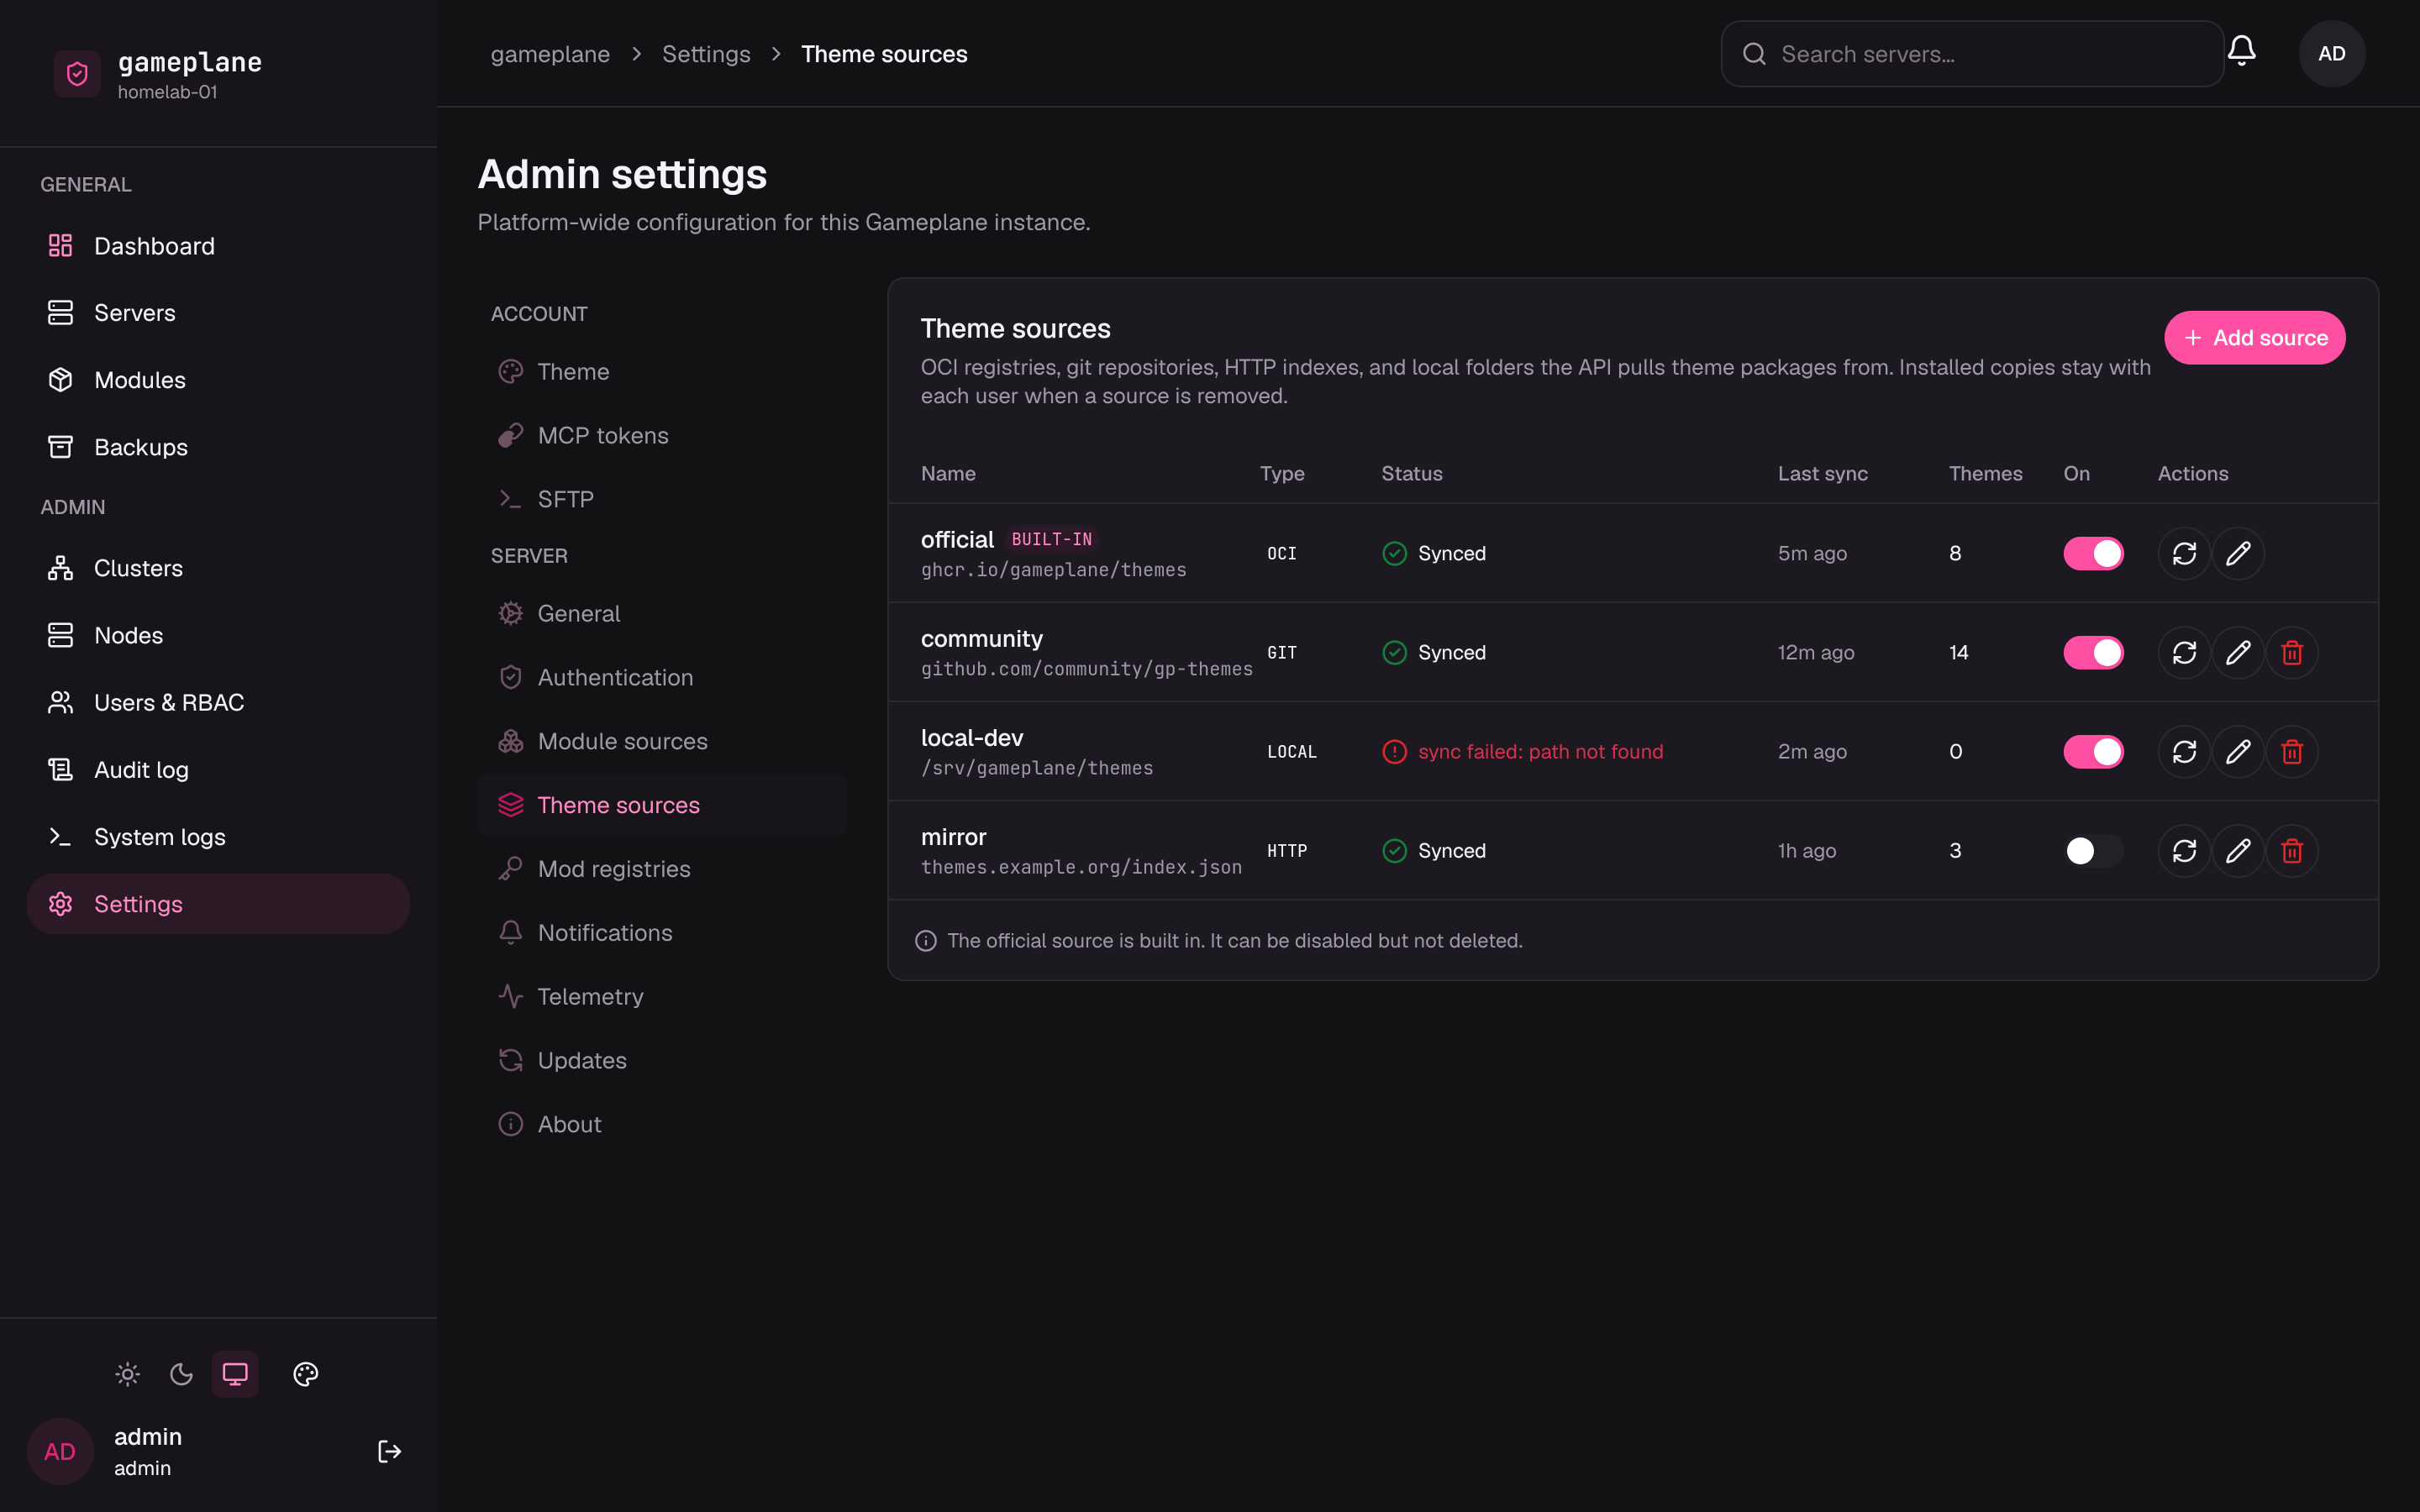 gameplane
homelab-01
GENERAL
Dashboard
Servers
Modules
Backups
ADMIN
Clusters
Nodes
Users & RBAC
Audit log
System logs
Settings
AD
admin
admin
gameplane > Settings > Theme sources
Search servers...
AD
Admin settings
Platform-wide configuration for this Gameplane instance.
ACCOUNT
Theme
MCP tokens
SFTP
SERVER
General
Authentication
Module sources
Theme sources
Mod registries
Notifications
Telemetry
Updates
About
Theme sources
OCI registries, git repositories, HTTP indexes, and local folders the API pulls theme packages from. Installed copies stay with
each user when a source is removed.
Add source
Name Type Status Last sync Themes On Actions
official BUILT-IN
ghcr.io/gameplane/themes
OCI Synced 5m ago 8
community
github.com/community/gp-themes
GIT Synced 12m ago 14
local-dev
/srv/gameplane/themes
LOCAL sync failed: path not found 2m ago 0
mirror
themes.example.org/index.json
HTTP Synced 1h ago 3
The official source is built in. It can be disabled but not deleted.